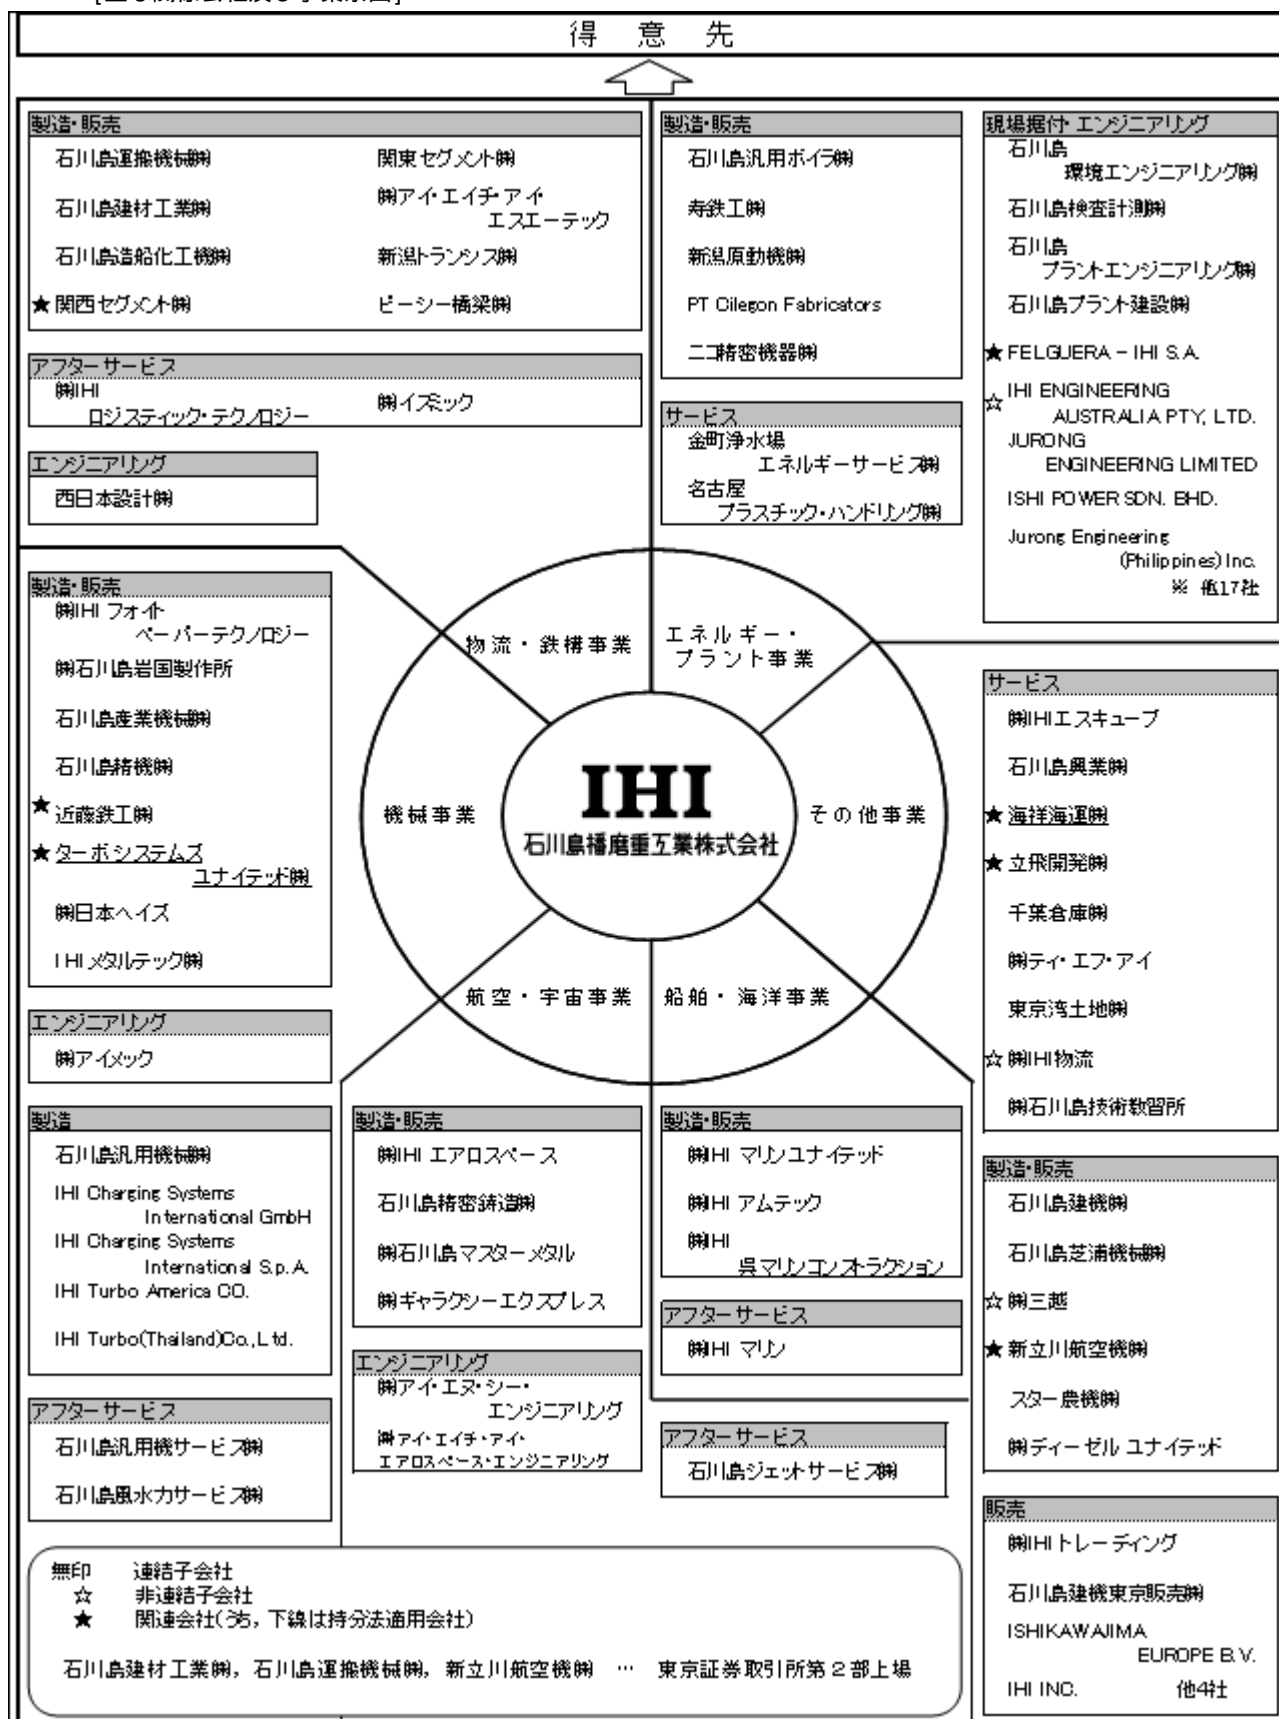 得意先
製造・販売
石川島運搬機械㈱
関東セグメント㈱
石川島建材工業㈱
㈱アイ・エイチ・アイ・
エスエーテック
石川島造船化工機㈱
新潟トランシス㈱
★関西セグメント㈱
ピーシー橋梁㈱
アフターサービス
㈱IHI
ロジスティック・テクノロジー
㈱イズミック
エンジニアリング
西日本設計㈱
製造・販売
石川島汎用ボイラ㈱
寿鉄工㈱
新潟原動機㈱
PT Cilegon Fabricators
ニコ精密機器㈱
サービス
金町浄水場
エネルギーサービス㈱
名古屋
プラスチック・ハンドリング㈱
現場据付・エンジニアリング
石川島
環境エンジニアリング㈱
石川島検査計測㈱
石川島
プラントエンジニアリング㈱
石川島プラント建設㈱
★FELGUERA - IHI S.A.
☆IHI ENGINEERING
AUSTRALIA PTY, LTD.
JURONG
ENGINEERING LIMITED
ISHI POWER SDN. BHD.
Jurong Engineering
(Philippines) Inc.
※ 他17社
製造・販売
㈱IHI フォイト
ペーパーテクノロジー
㈱石川島岩国製作所
石川島産業機械㈱
石川島精機㈱
★近藤鉄工㈱
★ターボシステムズ
ユナイテッド㈱
㈱日本ヘイズ
IHIメタルテック㈱
エンジニアリング
㈱アイメック
製造
石川島汎用機械㈱
IHI Charging Systems
International GmbH
IHI Charging Systems
International S.p.A.
IHI Turbo America CO.
IHI Turbo(Thailand)Co.,Ltd.
アフターサービス
石川島汎用機サービス㈱
石川島風水力サービス㈱
物流・鉄構事業
エネルギー・
プラント事業
機械事業
その他事業
航空・宇宙事業
船舶・海洋事業
IHI
石川島播磨重工業株式会社
製造・販売
㈱IHI エアロスペース
石川島精密鋳造㈱
㈱石川島マスターメタル
㈱ギャラクシーエクスプレス
エンジニアリング
㈱アイ・エヌ・シー・
エンジニアリング
㈱アイ・エイチ・アイ・
エアロスペース・エンジニアリング
製造・販売
㈱IHI マリンユナイテッド
㈱IHI アムテック
㈱IHI
呉マリンコンストラクション
アフターサービス
㈱IHI マリン
アフターサービス
石川島ジェットサービス㈱
サービス
㈱IHIエスキューブ
石川島興業㈱
★海祥海運㈱
★立飛開発㈱
千葉倉庫㈱
㈱ティ・エフ・アイ
東京湾土地㈱
☆㈱IHI物流
㈱石川島技術教習所
製造・販売
石川島建機㈱
石川島芝浦機械㈱
☆㈱三越
★新立川航空機㈱
スター農機㈱
㈱ディーゼル ユナイテッド
販売
㈱IHIトレーディング
石川島建機東京販売㈱
ISHIKAWAJIMA
EUROPE B.V.
IHI INC. 他4社
無印 連結子会社
☆ 非連結子会社
★ 関連会社(うち，下線は持分法適用会社)
石川島建材工業㈱，石川島運搬機械㈱，新立川航空機㈱ … 東京証券取引所第２部上場